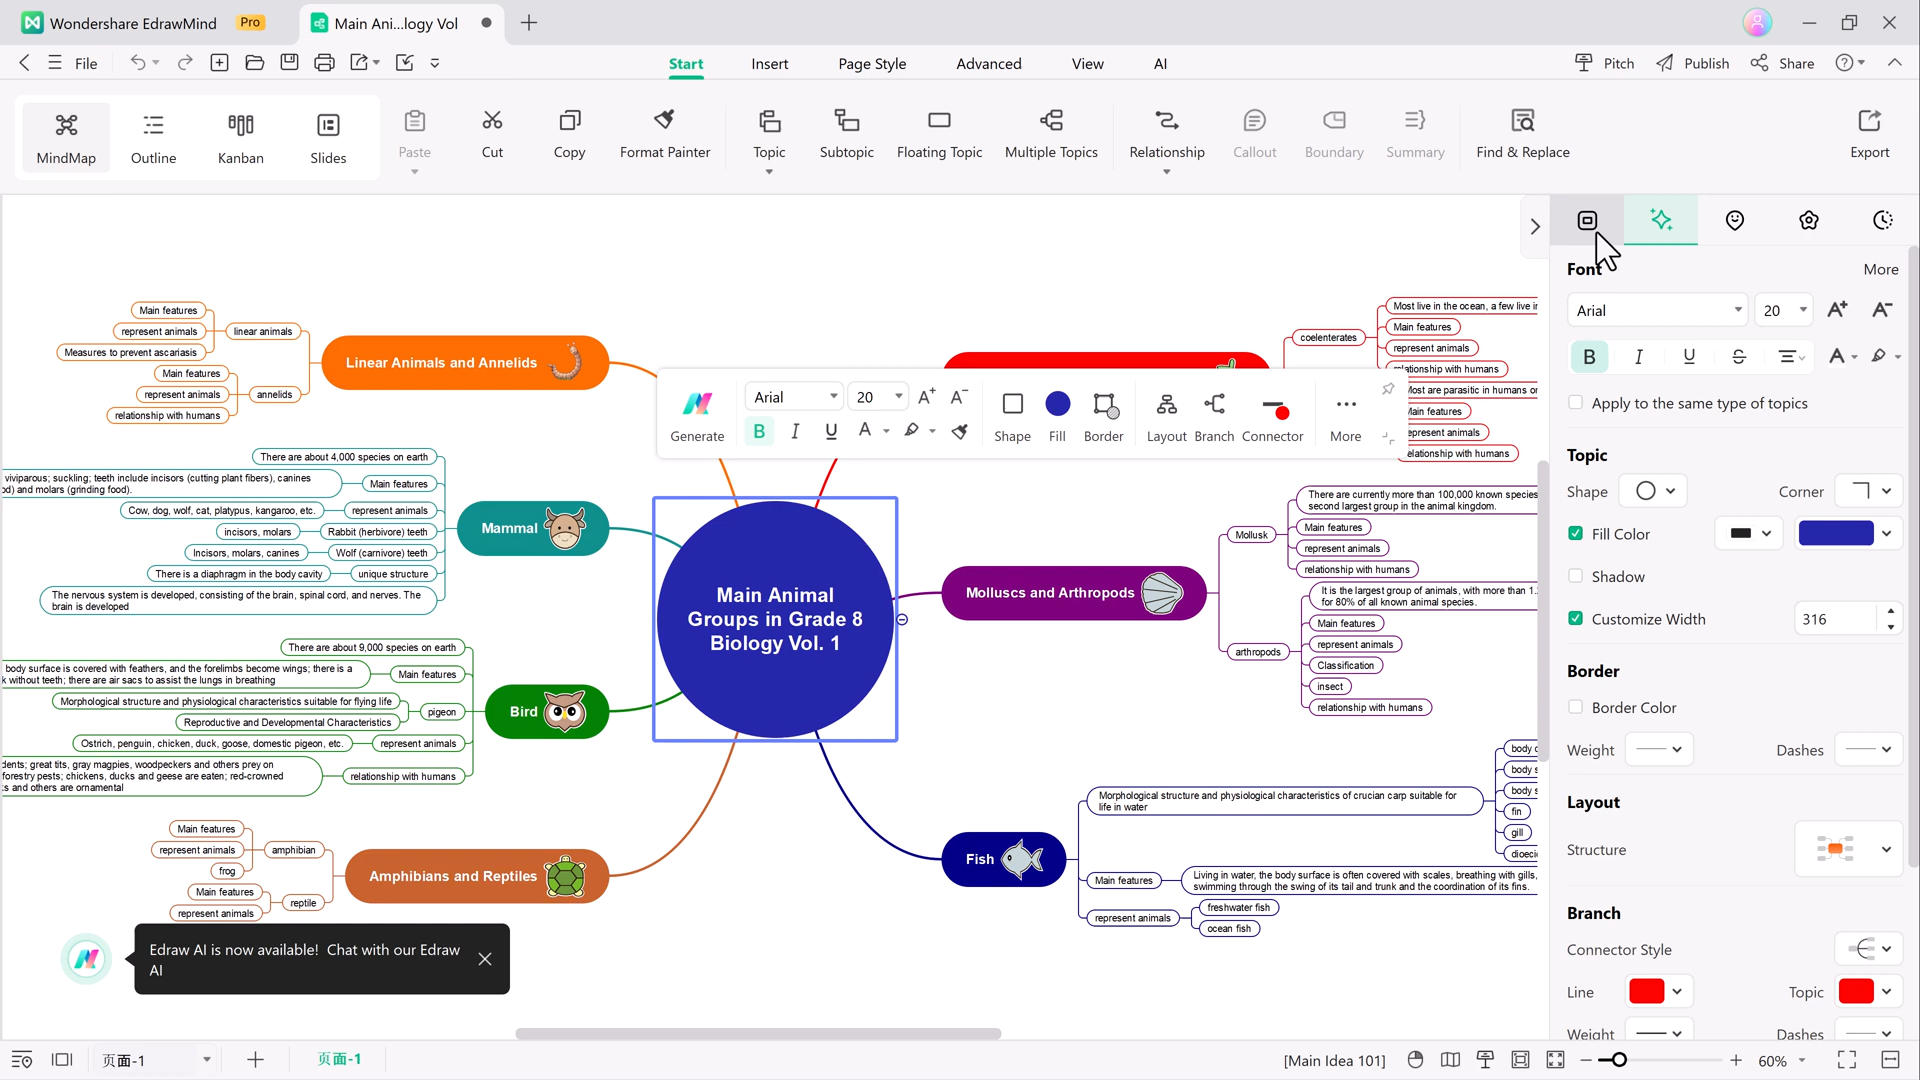 Wondershare EdrawMind
Pro
Main Ani...logy Vol
File
Start
Insert
Page Style
Advanced
View
AI
Pitch
Publish
Share
MindMap
Outline
Kanban
Slides
Paste
Cut
Copy
Format Painter
Topic
Subtopic
Floating Topic
Multiple Topics
Relationship
Callout
Boundary
Summary
Find & Replace
Export
Main features
represent animals
Measures to prevent ascariasis
linear animals
Main features
represent animals
relationship with humans
annelids
Linear Animals and Annelids
There are about 4,000 species on earth
viviparous; suckling; teeth include incisors (cutting plant fibers), canines
od) and molars (grinding food).
Main features
Cow, dog, wolf, cat, platypus, kangaroo, etc.
represent animals
incisors, molars
Rabbit (herbivore) teeth
Incisors, molars, canines
Wolf (carnivore) teeth
There is a diaphragm in the body cavity
unique structure
The nervous system is developed, consisting of the brain, spinal cord, and nerves. The
brain is developed
Mammal
There are about 9,000 species on earth
body surface is covered with feathers, and the forelimbs become wings; there is a
k without teeth; there are air sacs to assist the lungs in breathing
Main features
Morphological structure and physiological characteristics suitable for flying life
Reproductive and Developmental Characteristics
pigeon
Ostrich, penguin, chicken, duck, goose, domestic pigeon, etc.
represent animals
dents; great tits, gray magpies, woodpeckers and others prey on
forestry pests; chickens, ducks and geese are eaten; red-crowned
s and others are ornamental
relationship with humans
Bird
Main features
represent animals
frog
amphibian
Main features
represent animals
reptile
Amphibians and Reptiles
Main Animal
Groups in Grade 8
Biology Vol. 1
Generate
Arial
20
A+
A-
B
I
U
A
Shape
Fill
Border
Layout
Branch
Connector
More
coelenterates
Most live in the ocean, a few live in
Main features
represent animals
relationship with humans
Most are parasitic in humans or
Main features
represent animals
relationship with humans
Molluscs and Arthropods
Mollusk
There are currently more than 100,000 known species
second largest group in the animal kingdom.
Main features
represent animals
relationship with humans
arthropods
It is the largest group of animals, with more than 1.
for 80% of all known animal species.
Main features
represent animals
Classification
insect
relationship with humans
Fish
Morphological structure and physiological characteristics of crucian carp suitable for
life in water
body
body s
body s
fin
gill
dioeci
Main features
Living in water, the body surface is often covered with scales, breathing with gills,
swimming through the swing of its tail and trunk and the coordination of its fins.
represent animals
freshwater fish
ocean fish
Edraw AI is now available! Chat with our Edraw
AI
Font
More
Arial
20
A+
A-
B
I
U
S
A
Apply to the same type of topics
Topic
Shape
Corner
Fill Color
Shadow
Customize Width
316
Border
Border Color
Weight
Dashes
Layout
Structure
Branch
Connector Style
Line
Topic
Weight
Dashes
页面-1
页面-1
[Main Idea 101]
60%